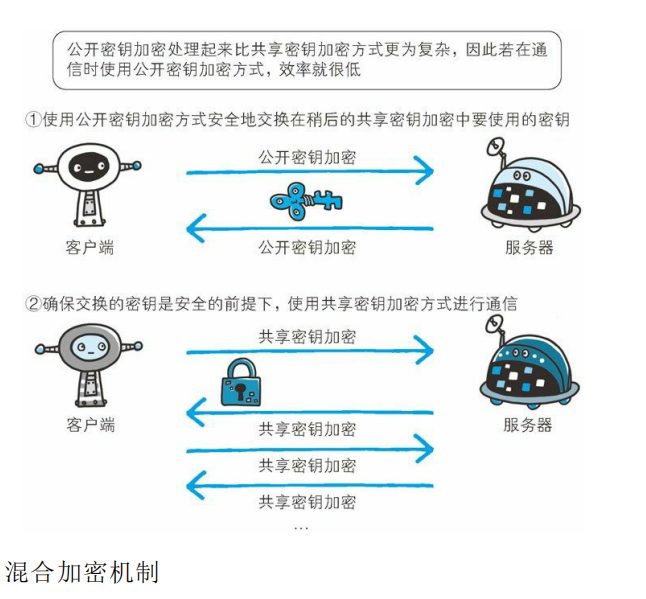 公开密钥加密处理起来比共享密钥加密方式更为复杂，因此若在通
信时使用公开密钥加密方式，效率就很低
①使用公开密钥加密方式安全地交换在稍后的共享密钥加密中要使用的密钥
公开密钥加密
公开密钥加密
客户端
服务器
②确保交换的密钥是安全的前提下，使用共享密钥加密方式进行通信
共享密钥加密
共享密钥加密
客户端
服务器
共享密钥加密
共享密钥加密
…
混合加密机制